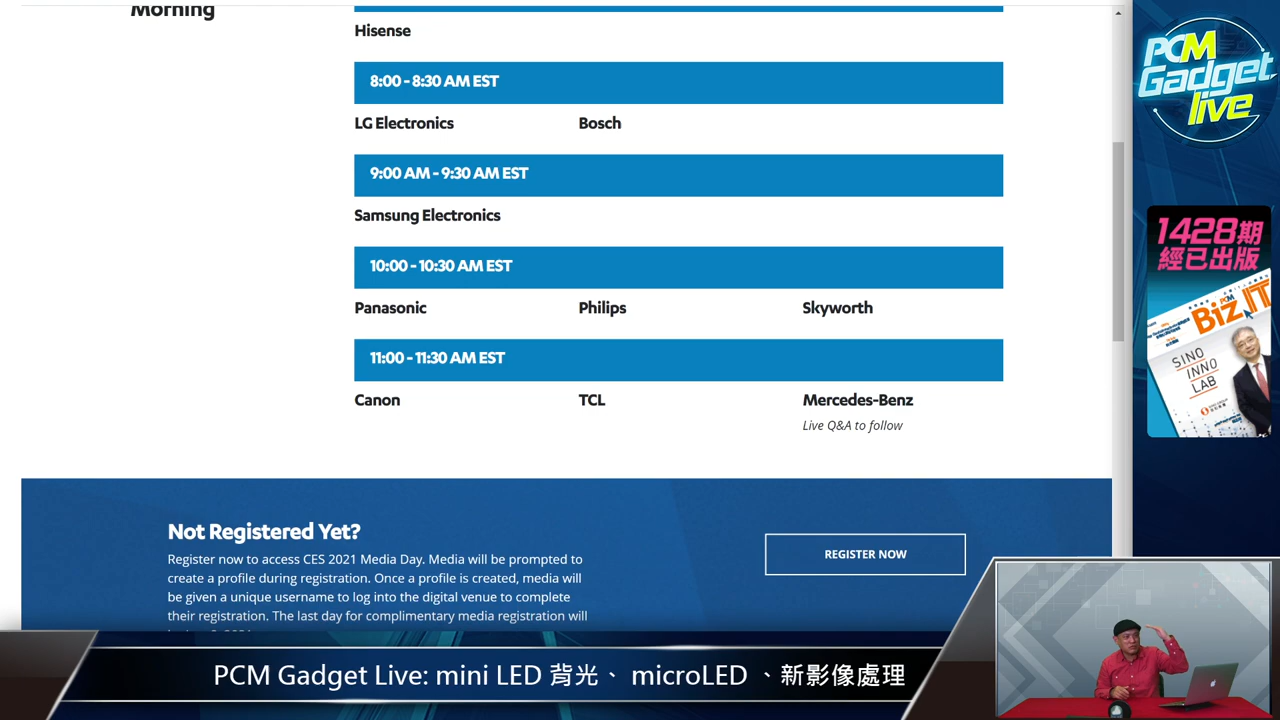 Morning
Hisense
8:00 - 8:30 AM EST
LG Electronics Bosch
9:00 AM - 9:30 AM EST
Samsung Electronics
10:00 - 10:30 AM EST
Panasonic Philips Skyworth
11:00 - 11:30 AM EST
Canon TCL Mercedes-Benz
Live Q&A to follow
Not Registered Yet?
Register now to access CES 2021 Media Day. Media will be prompted to
create a profile during registration. Once a profile is created, media will
be given a unique username to log into the digital venue to complete
their registration. The last day for complimentary media registration will
REGISTER NOW
PCM
Gadget
live
1428期
經已出版
PCM
Biz.IT
SINO
INNO
LAB
PCM Gadget Live: mini LED 背光、 microLED 、新影像處理